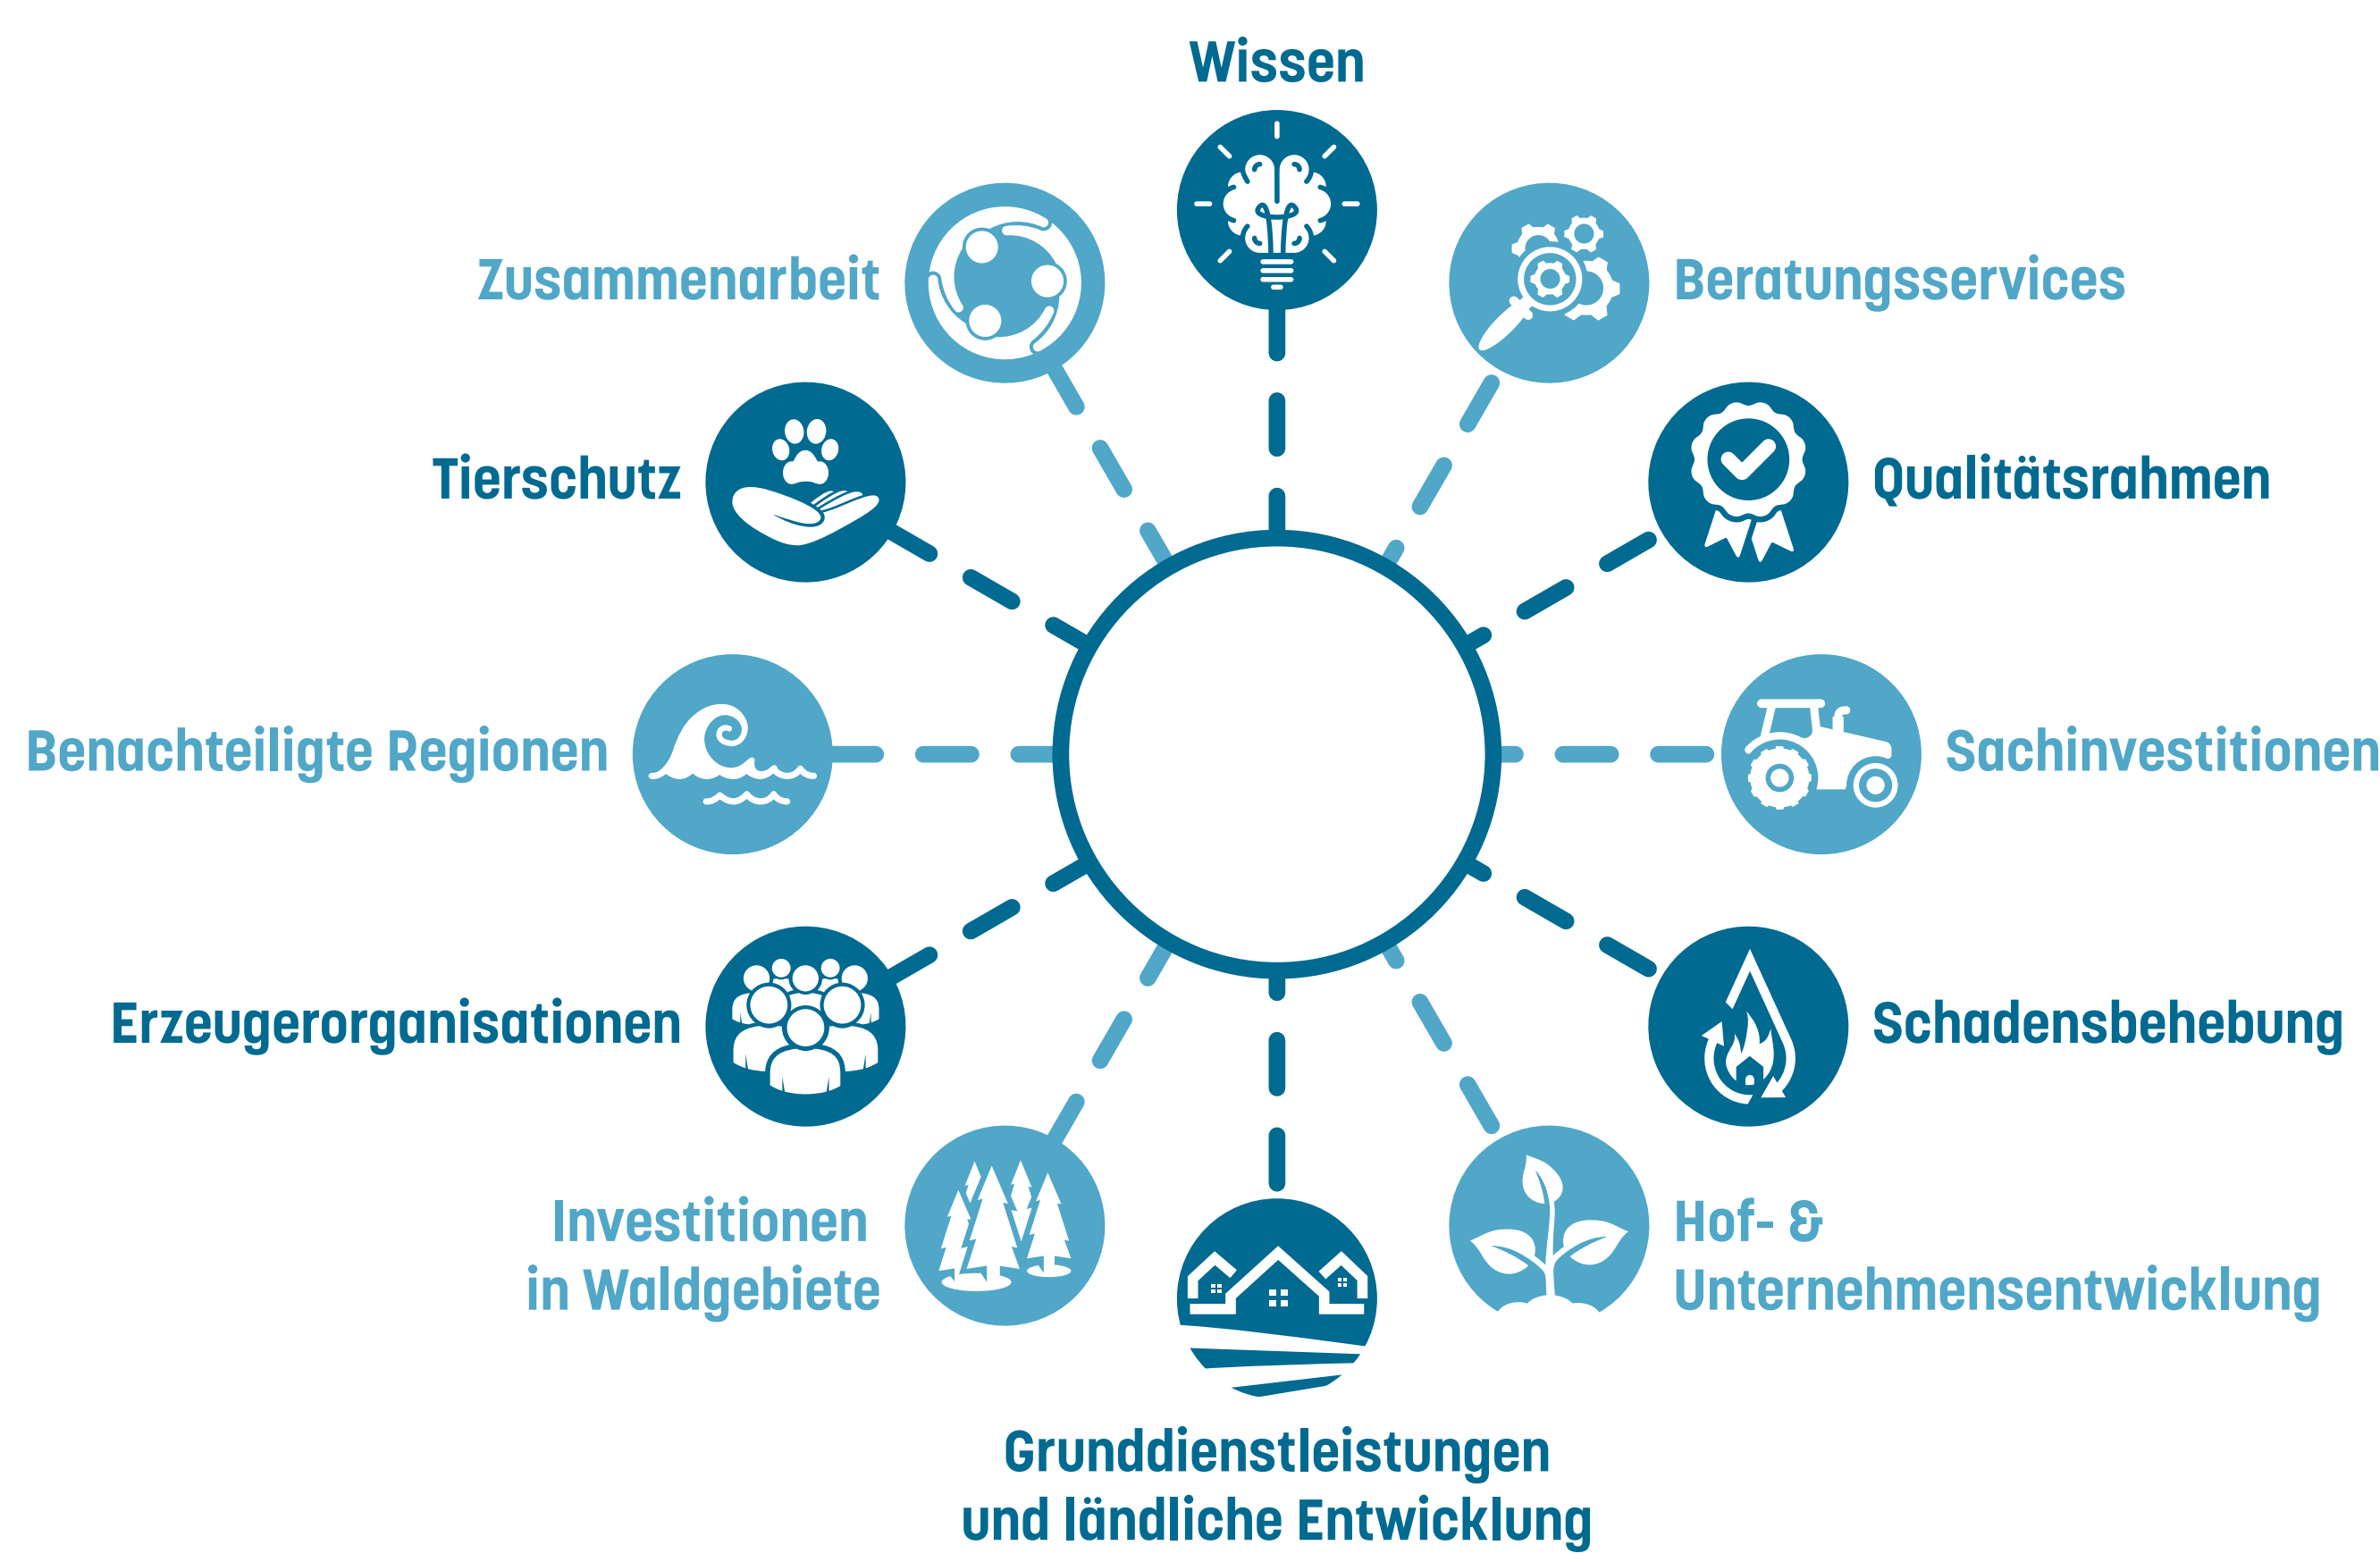 Wissen
Zusammenarbeit
Beratungsservices
Tierschutz
Qualitätsrahmen
Benachteiligte Regionen
Sachinvestitionen
Erzeugerorganisationen
Schadensbehebung
Investitionen
in Waldgebiete
Hof- &
Unternehmensentwicklung
Grunddienstleistungen
und ländliche Entwicklung